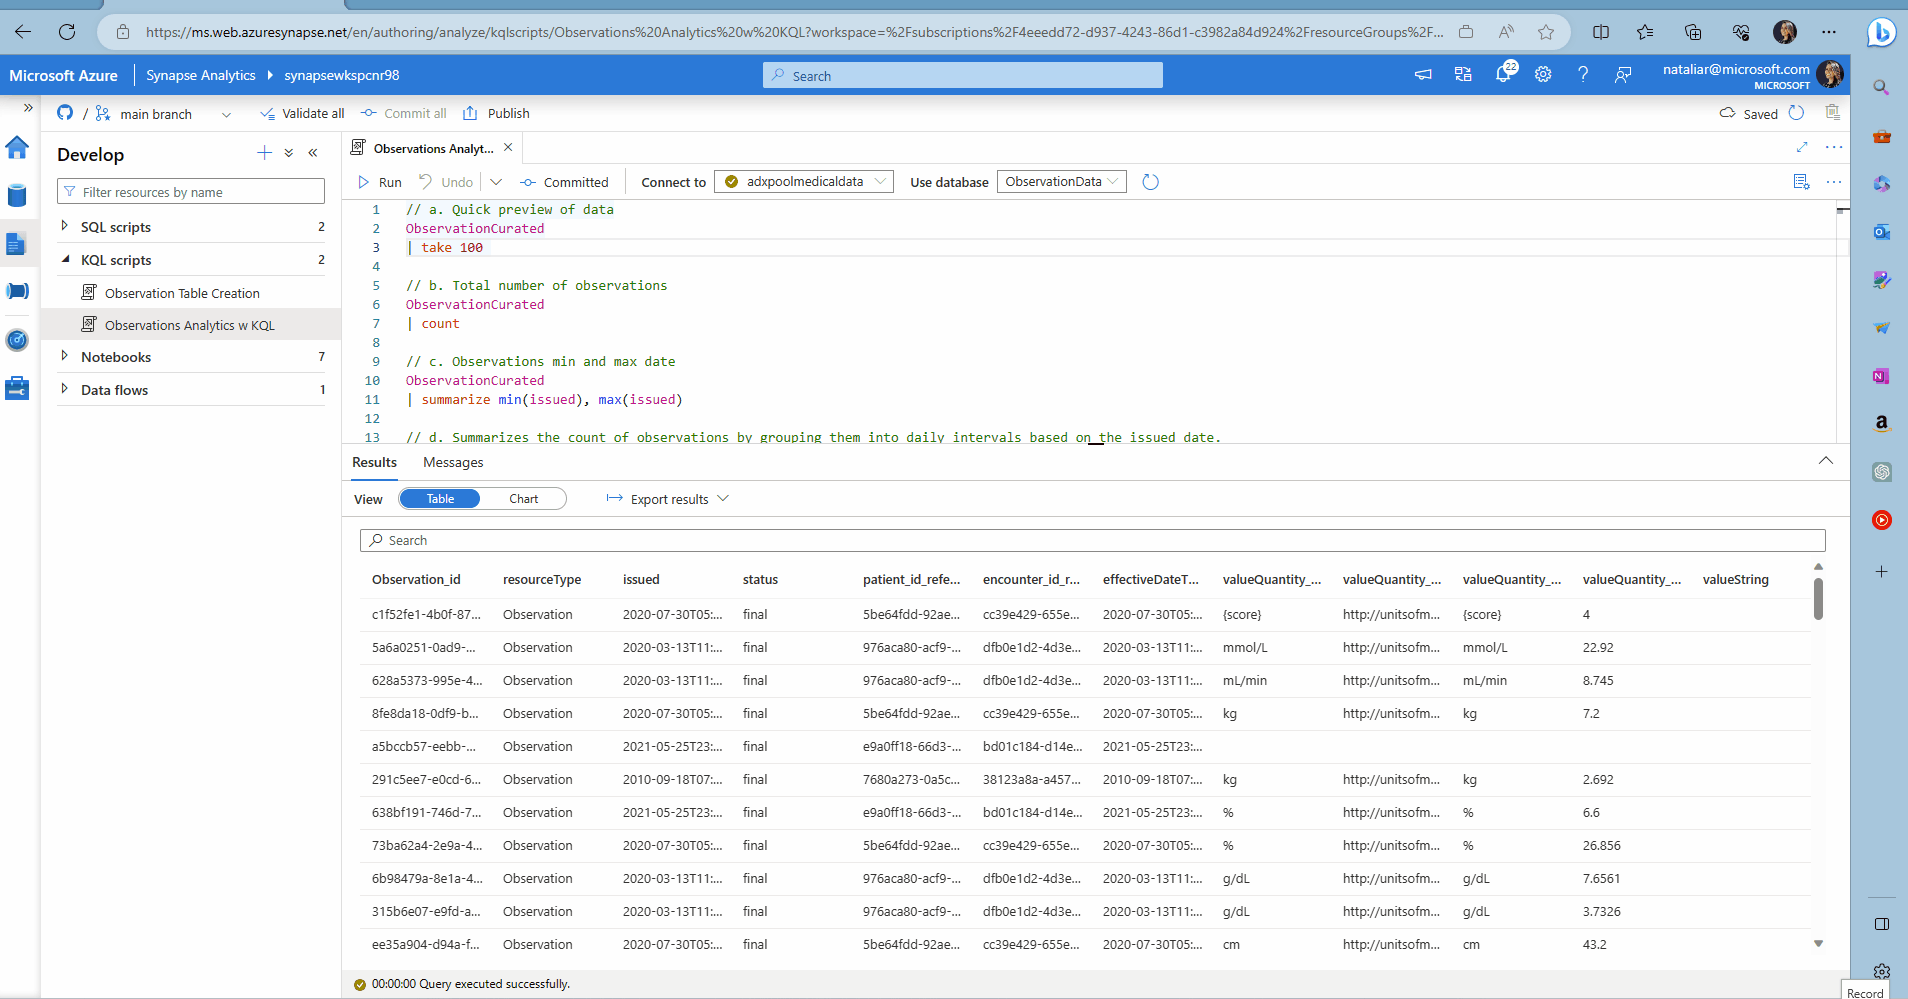 https://ms.web.azuresynapse.net/en/authoring/analyze/kqlscripts/Observations%20Analytics%20w%20KQL?workspace=%2Fsubscriptions%2F4eeedd72-d937-4243-86d1-c3982a84d924%2FresourceGroups%2F...
Microsoft Azure Synapse Analytics synapsewkspcnr98 Search 22 nataliar@microsoft.com
MICROSOFT
/ main branch Validate all Commit all Publish Saved
Develop
Filter resources by name
SQL scripts 2
KQL scripts 2
Observation Table Creation
Observations Analytics w KQL
Notebooks 7
Data flows 1
Observations Analyt...
Run Undo Committed Connect to adxpoolmedicaldata Use database ObservationData
1 // a. Quick preview of data
2 ObservationCurated
3 | take 100
4
5 // b. Total number of observations
6 ObservationCurated
7 | count
8
9 // c. Observations min and max date
10 ObservationCurated
11 | summarize min(issued), max(issued)
12
13 // d. Summarizes the count of observations by grouping them into daily intervals based on the issued date.
Results Messages
View Table Chart Export results
Search
Observation_id resourceType issued status patient_id_refe... encounter_id_r... effectiveDateT... valueQuantity_... valueQuantity_... valueQuantity_... valueQuantity_... valueString
c1f52fe1-4b0f-87... Observation 2020-07-30T05:... final 5be64fdd-92ae... cc39e429-655e... 2020-07-30T05:... {score} http://unitsofm... {score} 4
5a6a0251-0ad9-... Observation 2020-03-13T11:... final 976aca80-acf9-... dfb0e1d2-4d3e... 2020-03-13T11:... mmol/L http://unitsofm... mmol/L 22.92
628a5373-995e-4... Observation 2020-03-13T11:... final 976aca80-acf9-... dfb0e1d2-4d3e... 2020-03-13T11:... mL/min http://unitsofm... mL/min 8.745
8fe8da18-0df9-b... Observation 2020-07-30T05:... final 5be64fdd-92ae... cc39e429-655e... 2020-07-30T05:... kg http://unitsofm... kg 7.2
a5bccb57-eebb-... Observation 2021-05-25T23:... final e9a0ff18-66d3-... bd01c184-d14e... 2021-05-25T23:...
291c5ee7-e0cd-6... Observation 2010-09-18T07:... final 7680a273-0a5c... 38123a8a-a457... 2010-09-18T07:... kg http://unitsofm... kg 2.692
638bf191-746d-7... Observation 2021-05-25T23:... final e9a0ff18-66d3-... bd01c184-d14e... 2021-05-25T23:... % http://unitsofm... % 6.6
73ba62a4-2e9a-4... Observation 2020-07-30T05:... final 5be64fdd-92ae... cc39e429-655e... 2020-07-30T05:... % http://unitsofm... % 26.856
6b98479a-8e1a-4... Observation 2020-03-13T11:... final 976aca80-acf9-... dfb0e1d2-4d3e... 2020-03-13T11:... g/dL http://unitsofm... g/dL 7.6561
315b6e07-e9fd-a... Observation 2020-03-13T11:... final 976aca80-acf9-... dfb0e1d2-4d3e... 2020-03-13T11:... g/dL http://unitsofm... g/dL 3.7326
ee35a904-d94a-f... Observation 2020-07-30T05:... final 5be64fdd-92ae... cc39e429-655e... 2020-07-30T05:... cm http://unitsofm... cm 43.2
00:00:00 Query executed successfully.
Record